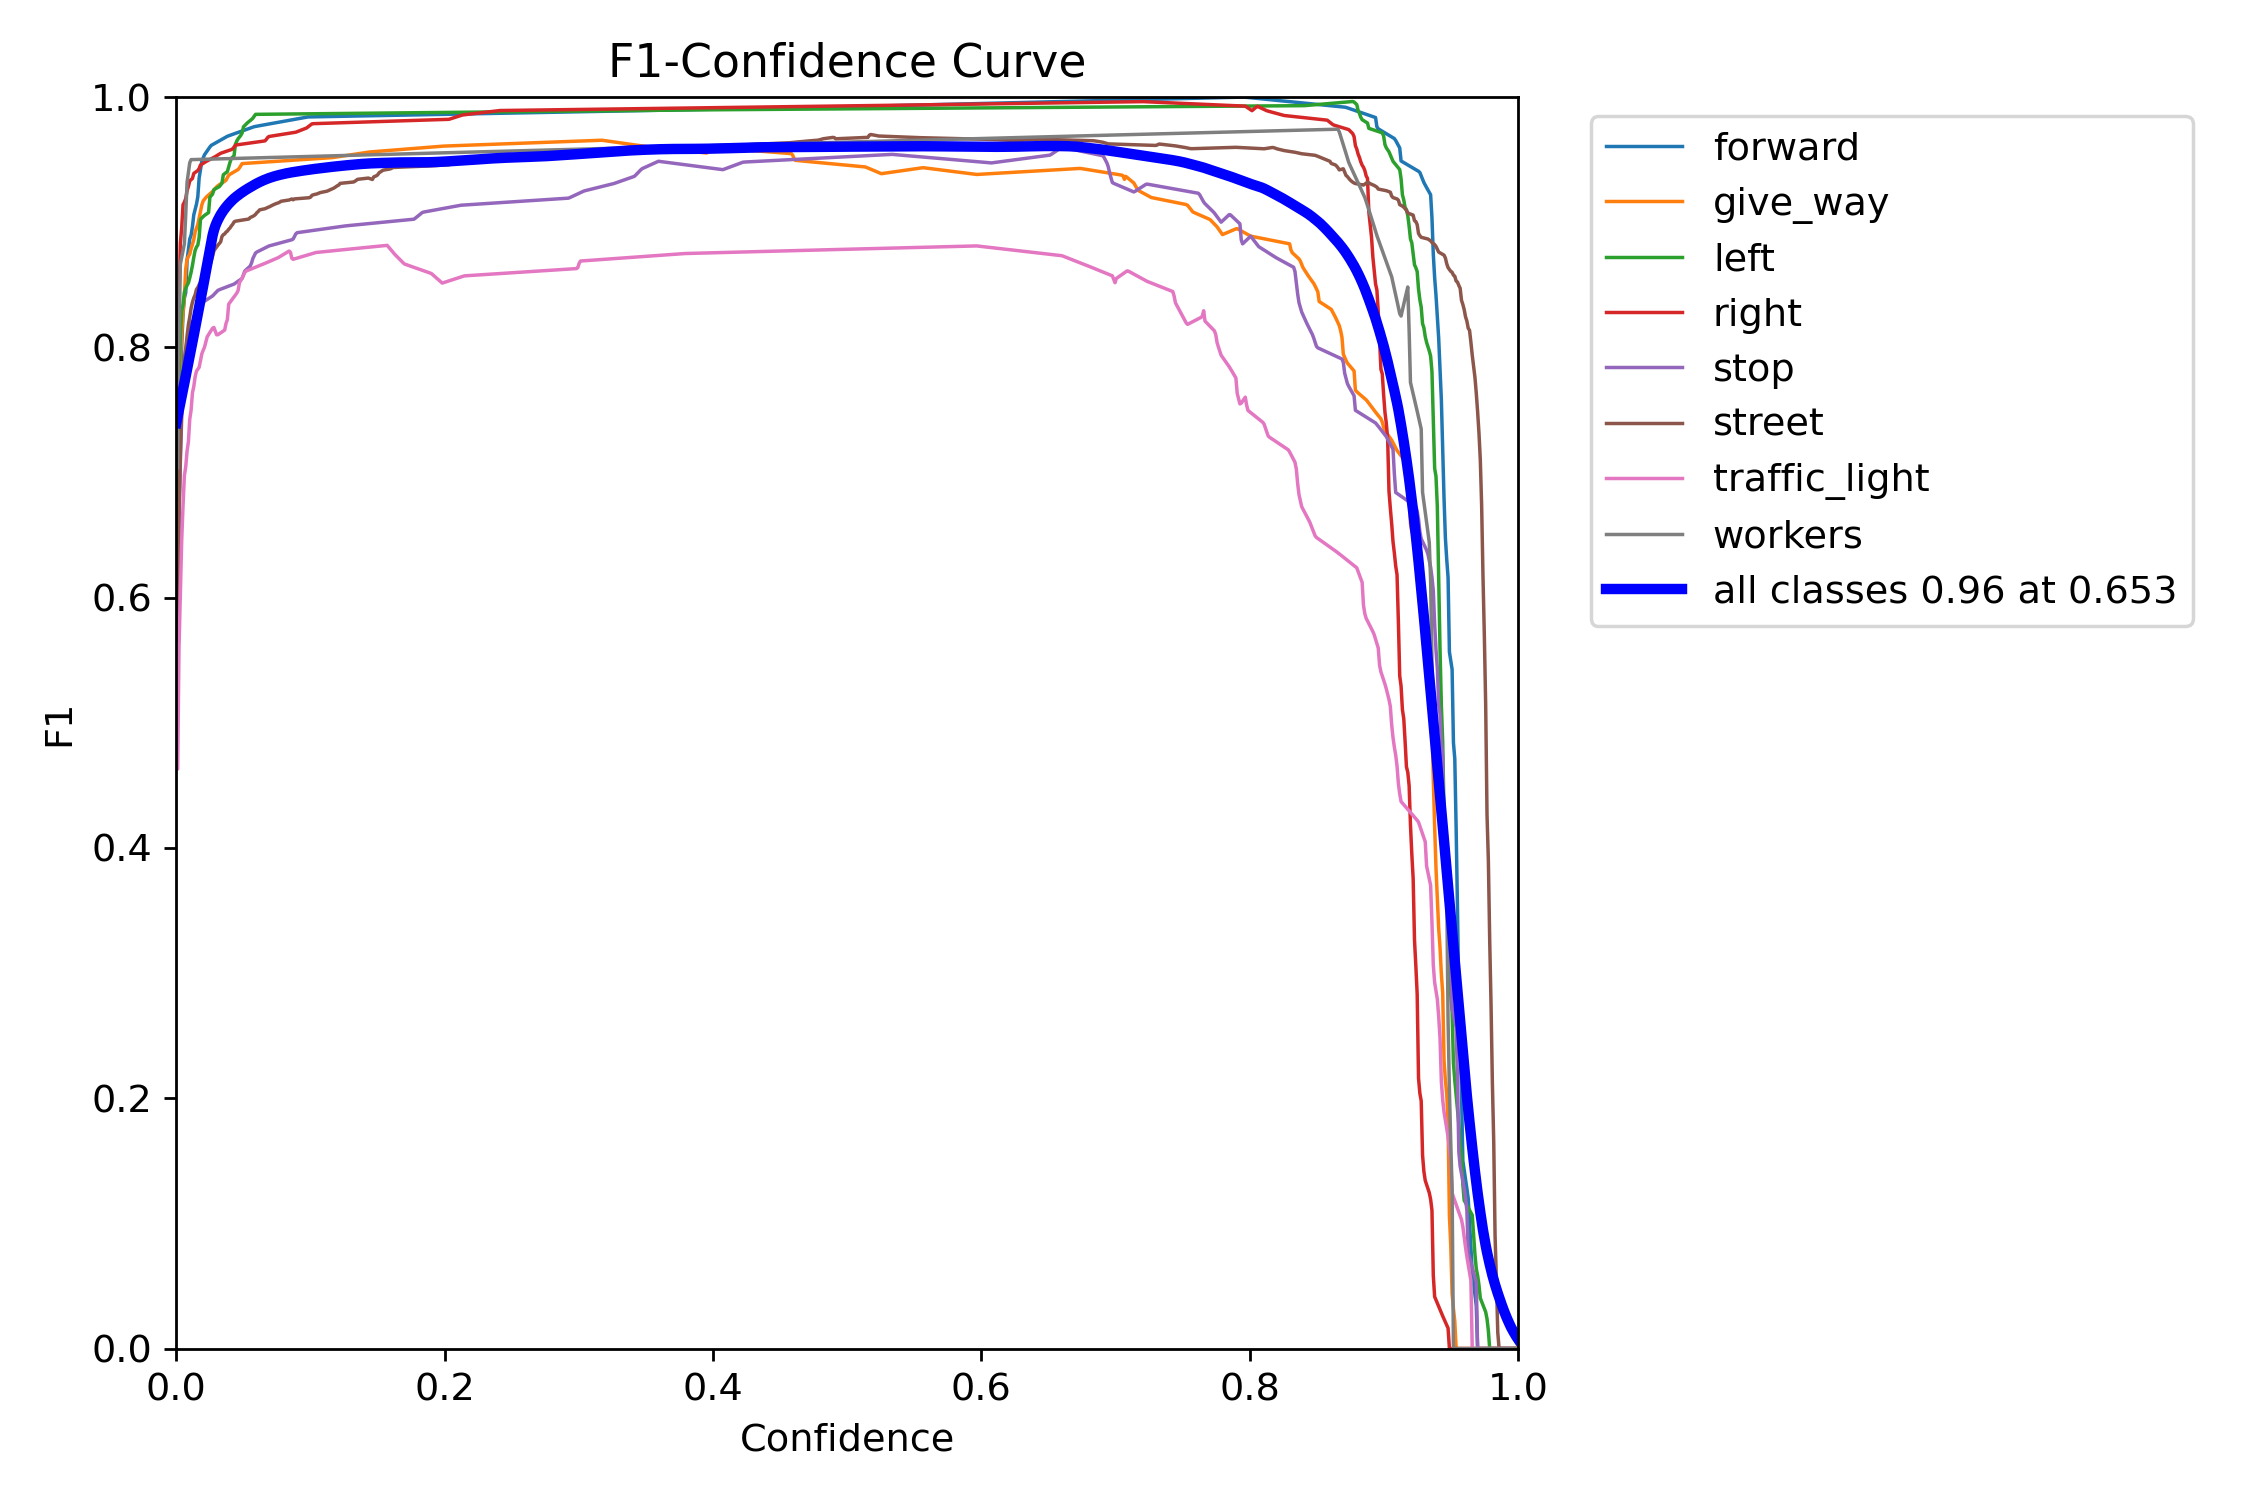 F1-Confidence Curve
1.0
0.8
0.6
0.4
0.2
0.0
F1
0.0 0.2 0.4 0.6 0.8 1.0
Confidence
forward
give_way
left
right
stop
street
traffic_light
workers
all classes 0.96 at 0.653